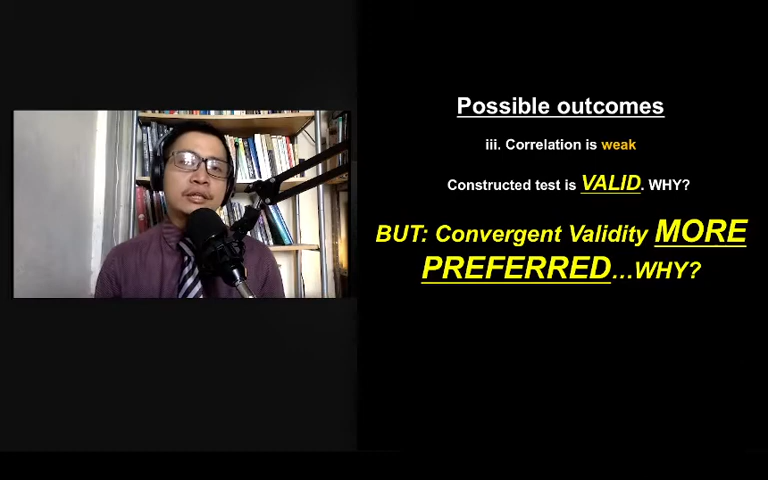 Possible outcomes
iii. Correlation is weak
Constructed test is VALID. WHY?
BUT: Convergent Validity MORE
PREFERRED...WHY?